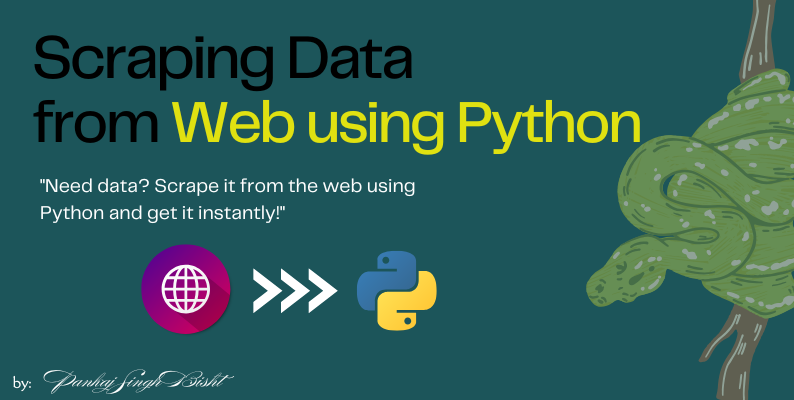 Scraping Data
from Web using Python
"Need data? Scrape it from the web using
Python and get it instantly!"
by: Pankaj Singh Bisht